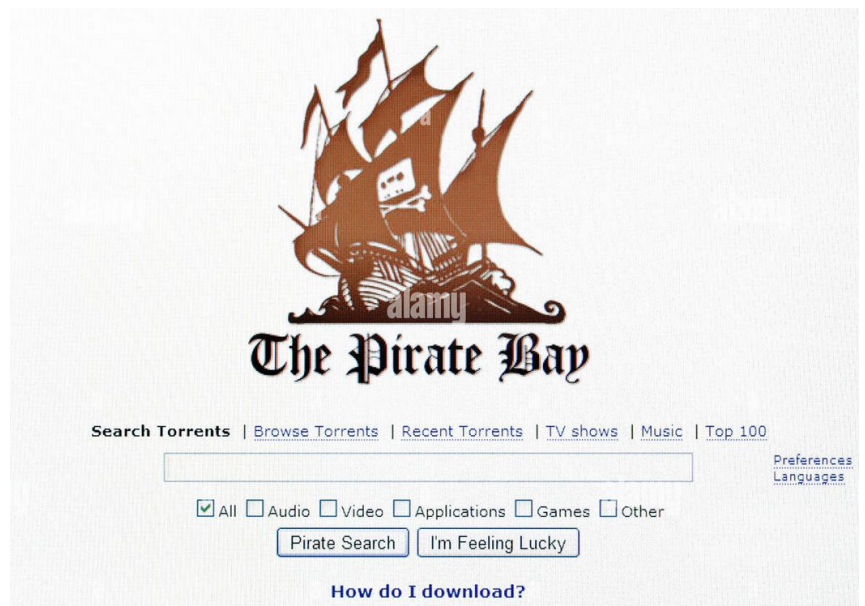 a
alamy
The Pirate Bay
Search Torrents | Browse Torrents | Recent Torrents | TV shows | Music | Top 100
Preferences
Languages
All Audio Video Applications Games Other
Pirate Search I'm Feeling Lucky
How do I download?